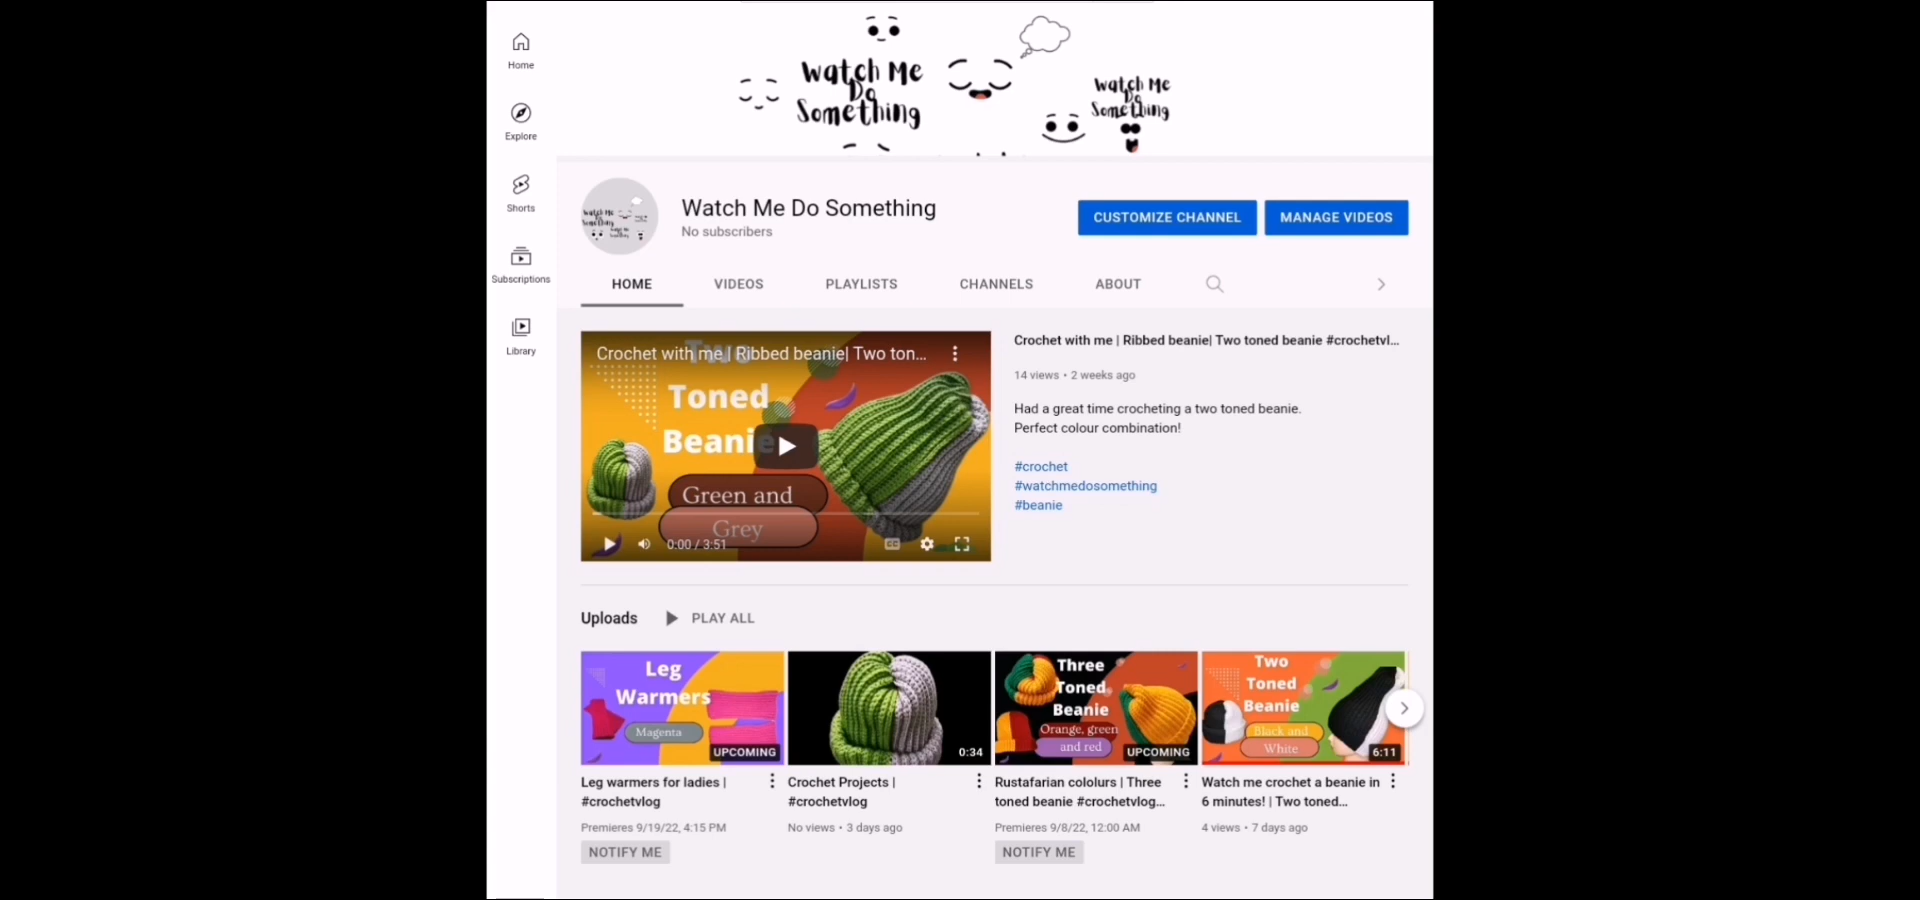 Home
Explore
Shorts
Subscriptions
Library
Watch Me
Do
Something
Watch Me
Do
Something
Watch Me Do Something
No subscribers
CUSTOMIZE CHANNEL
MANAGE VIDEOS
HOME
VIDEOS
PLAYLISTS
CHANNELS
ABOUT
Crochet with me | Ribbed beanie| Two ton...
Two
Toned
Beanie
Green and
Grey
0:00 / 3:51
CC
Crochet with me | Ribbed beanie| Two toned beanie #crochetvl...
14 views • 2 weeks ago
Had a great time crocheting a two toned beanie.
Perfect colour combination!
#crochet
#watchmedosomething
#beanie
Uploads
PLAY ALL
Leg
Warmers
Magenta
UPCOMING
Leg warmers for ladies |
#crochetvlog
Premieres 9/19/22, 4:15 PM
NOTIFY ME
0:34
Crochet Projects |
#crochetvlog
No views • 3 days ago
Three
Toned
Beanie
Orange, green
and red
UPCOMING
Rustafarian cololurs | Three
toned beanie #crochetvlog...
Premieres 9/8/22, 12:00 AM
NOTIFY ME
Two
Toned
Beanie
Black and
White
6:11
Watch me crochet a beanie in
6 minutes! | Two toned...
4 views • 7 days ago